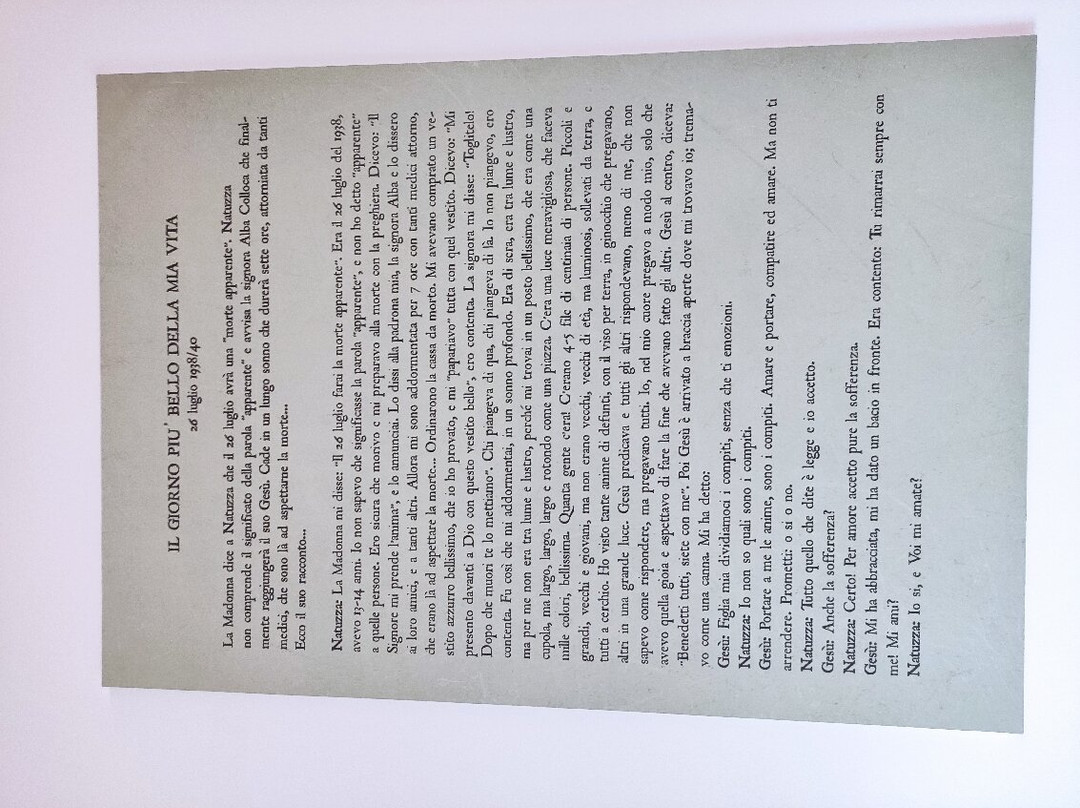 IL GIORNO PIU' BELLO DELLA MIA VITA
26 luglio 1938/40
La Madonna dice a Natuzza che il 26 luglio avrà una "morte apparente". Natuzza
non comprende il significato della parola "apparente" e avvisa la signora Alba Colloca che final-
mente raggiungerà il suo Gesù. Cade in un lungo sonno che durerà sette ore, attorniata da tanti
medici, che sono là ad aspettarne la morte...
Ecco il suo racconto...
Natuzza: La Madonna mi disse: "Il 26 luglio farai la morte apparente". Era il 26 luglio del 1938,
avevo 13-14 anni. Io non sapevo che significasse la parola "apparente", e non ho detto "apparente"
a quelle persone. Ero sicura che morivo e mi preparavo alla morte con la preghiera. Dicevo: "Il
Signore mi prende l'anima", e lo annunciai. Lo dissi alla padrona mia, la signora Alba e lo dissero
ai loro amici, e a tanti altri. Allora mi sono addormentata per 7 ore con tanti medici attorno,
che erano là ad aspettare la morte... Ordinarono la cassa da morto. Mi avevano comprato un ve-
stito azzurro bellissimo, che io ho provato, e mi "papariavo" tutta con quel vestito. Dicevo: "Mi
presento davanti a Dio con questo vestito bello", ero contenta. La signora mi disse: "Toglitelo!
Dopo che muori te lo mettiamo". Chi piangeva di qua, chi piangeva di là. Io non piangevo, ero
contenta. Fu così che mi addormentai, in un sonno profondo. Era di sera, era tra lume e lustro,
ma per me non era tra lume e lustro, perché mi trovai in un posto bellissimo, che era come una
cupola, ma largo, largo, largo e rotondo come una piazza. C'era una luce meravigliosa, che faceva
mille colori, bellissima. Quanta gente c'era! C'erano 4-5 file di centinaia di persone. Piccoli e
grandi, vecchi e giovani, ma non erano vecchi, vecchi di età, ma luminosi, sollevati da terra, e
tutti a cerchio. Ho visto tante anime di defunti, con il viso per terra, in ginocchio che pregavano,
altri in una grande luce. Gesù predicava e tutti gli altri rispondevano, meno di me, che non
sapevo come rispondere, ma pregavano tutti. Io, nel mio cuore pregavo a modo mio, solo che
avevo quella gioia e aspettavo di fare la fine che avevano fatto gli altri. Gesù al centro, diceva:
"Benedetti tutti, siete con me". Poi Gesù è arrivato a braccia aperte dove mi trovavo io; trema-
vo come una canna. Mi ha detto:
Gesù: Figlia mia dividiamoci i compiti, senza che ti emozioni.
Natuzza: Io non so quali sono i compiti.
Gesù: Portare a me le anime, sono i compiti. Amare e portare, compatire ed amare. Ma non ti
arrendere. Prometti: o sì o no.
Natuzza: Tutto quello che dite è legge e io accetto.
Gesù: Anche la sofferenza?
Natuzza: Certo! Per amore accetto pure la sofferenza.
Gesù: Mi ha abbracciata, mi ha dato un bacio in fronte. Era contento: Tu rimarrai sempre con
me! Mi ami?
Natuzza: Io sì, e Voi mi amate?